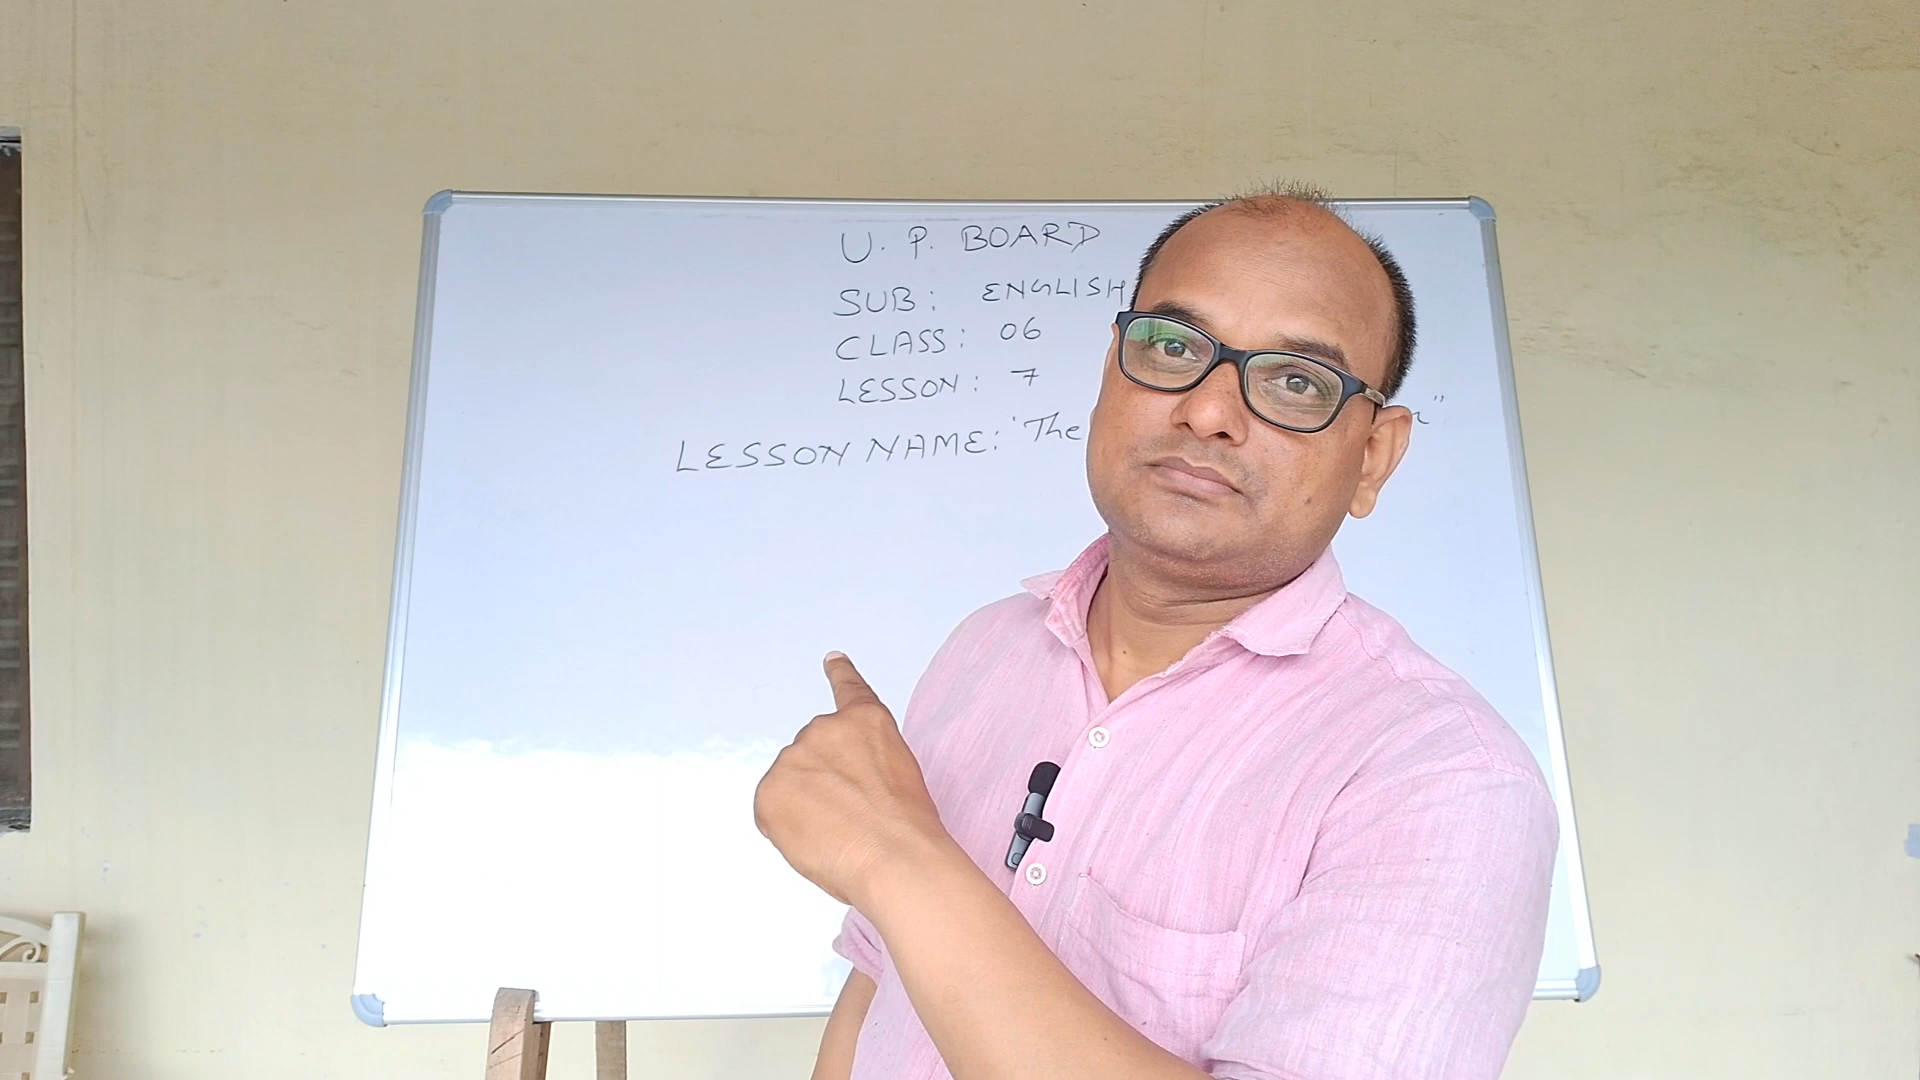 U. P. BOARD
SUB: ENGLISH
CLASS: 06
LESSON: 7
LESSON NAME: 'The